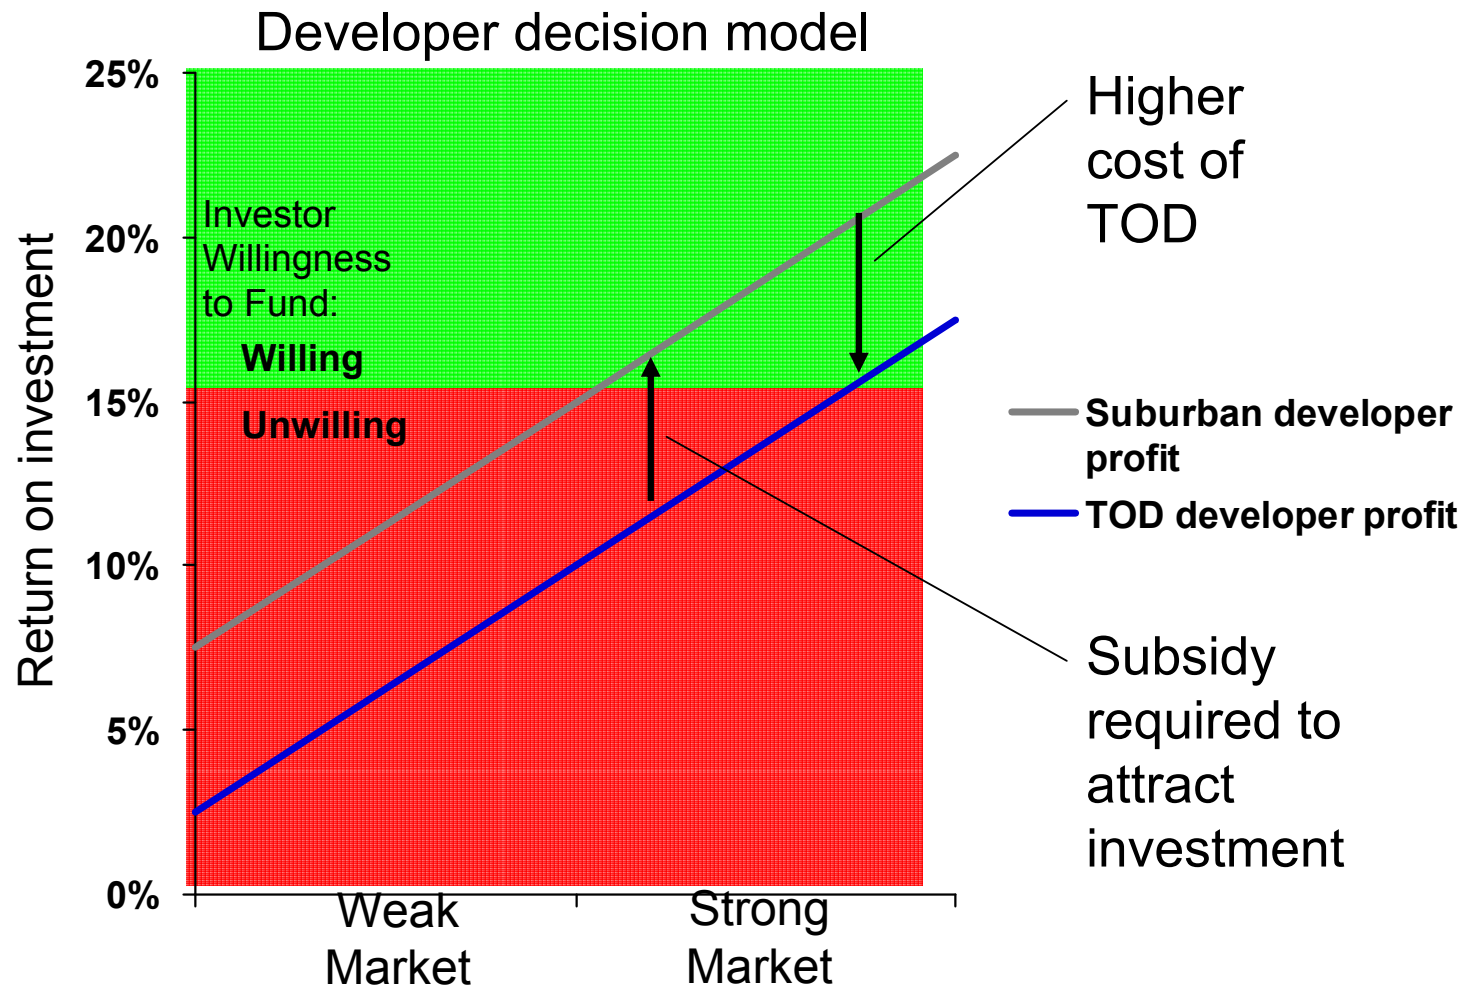 Developer decision model
25%
20%
15%
10%
5%
0%
Return on investment
Investor
Willingness
to Fund:
Willing
Unwilling
Weak
Market
Strong
Market
Higher
cost of
TOD
Suburban developer
profit
TOD developer profit
Subsidy
required to
attract
investment